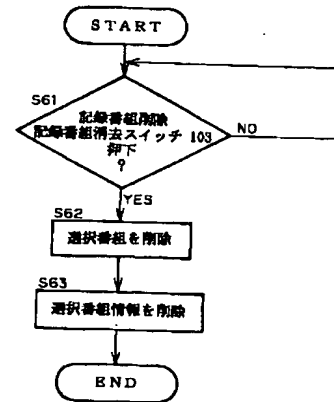 START
S61
記録番組削除
記録番組消去スイッチ 103
押下
?
NO
YES
S62
選択番組を削除
S63
選択番組情報を削除
END